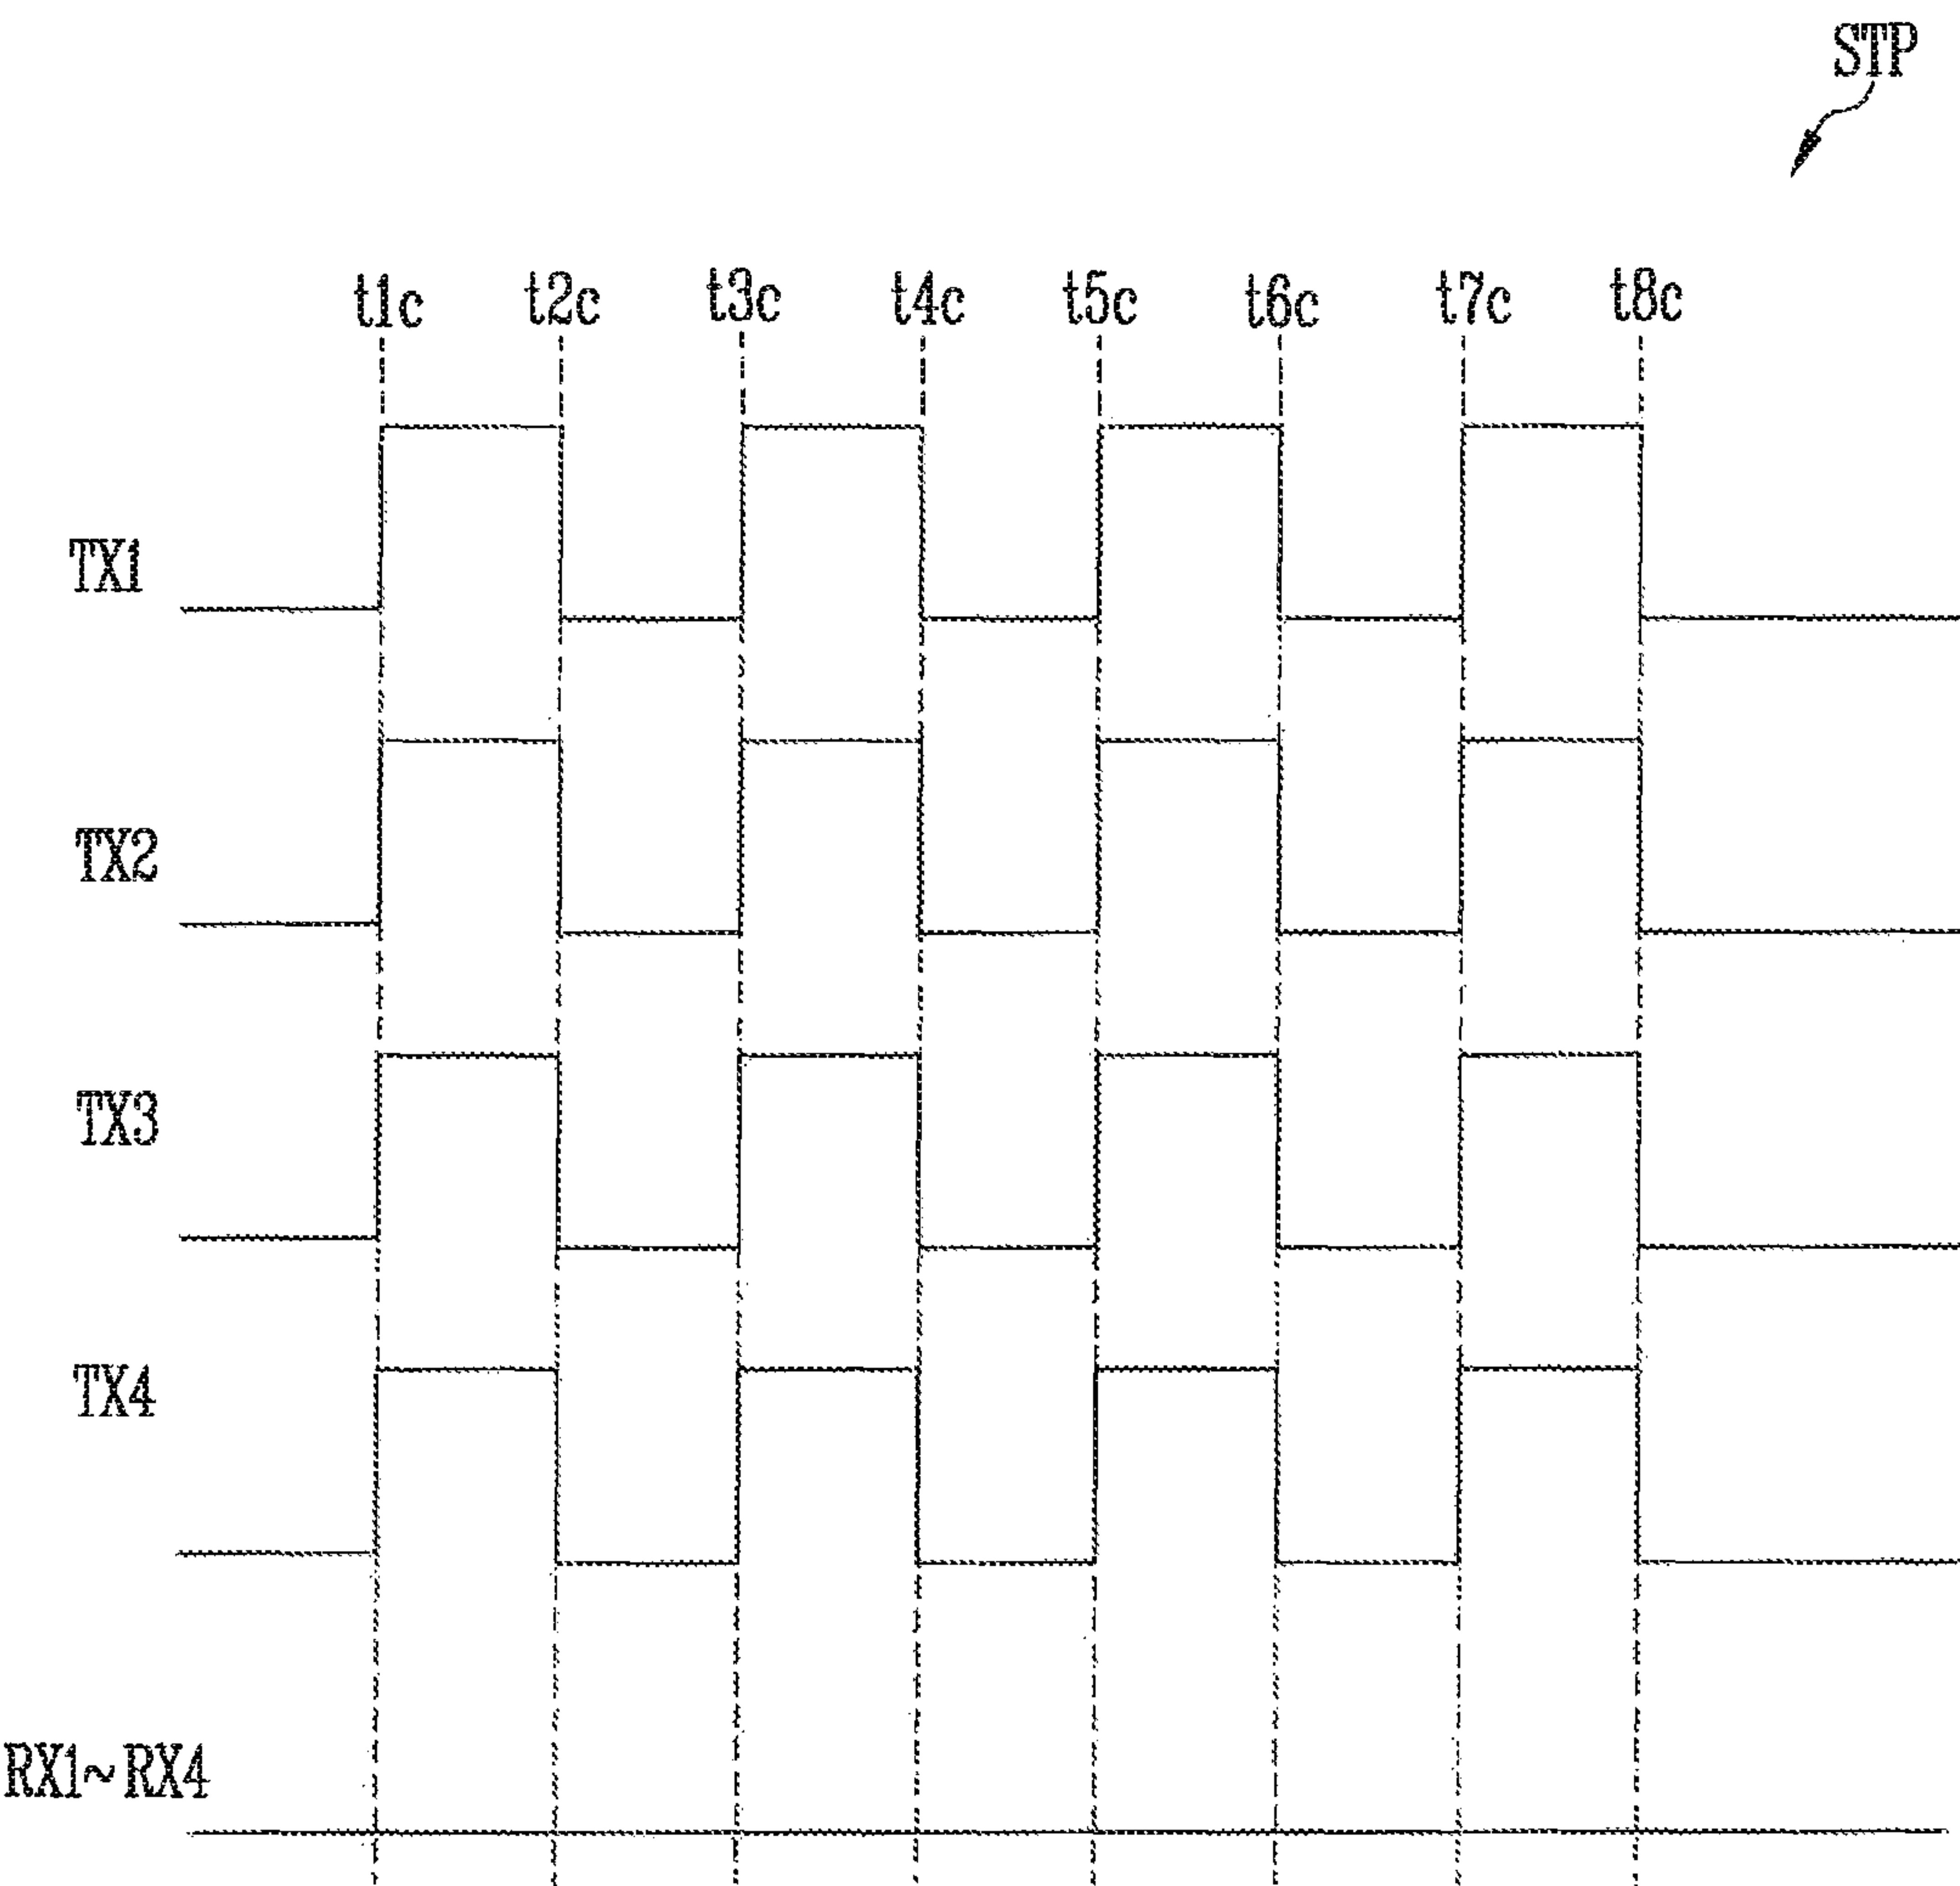 STP
t1c t2c t3c t4c t5c t6c t7c t8c
TX1
TX2
TX3
TX4
RX1~RX4